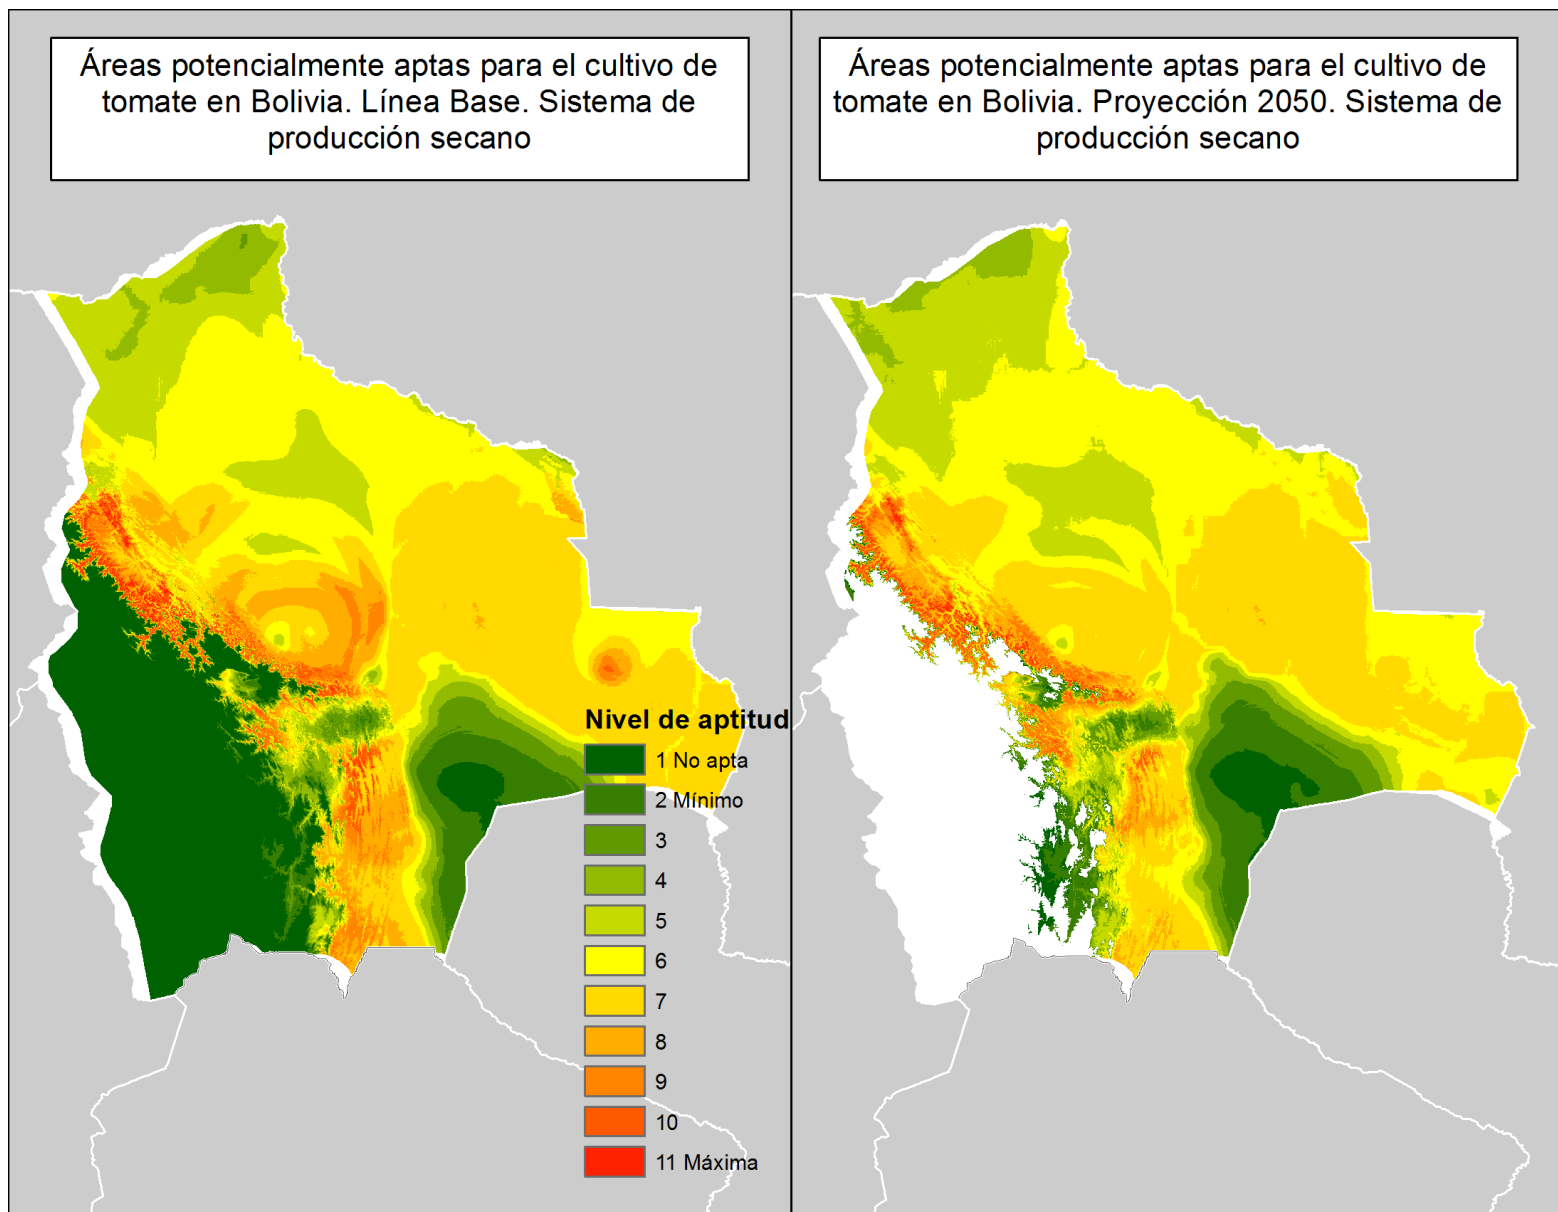 Áreas potencialmente aptas para el cultivo de
tomate en Bolivia. Línea Base. Sistema de
producción secano
Áreas potencialmente aptas para el cultivo de
tomate en Bolivia. Proyección 2050. Sistema de
producción secano
Nivel de aptitud
1 No apta
2 Mínimo
3
4
5
6
7
8
9
10
11 Máxima